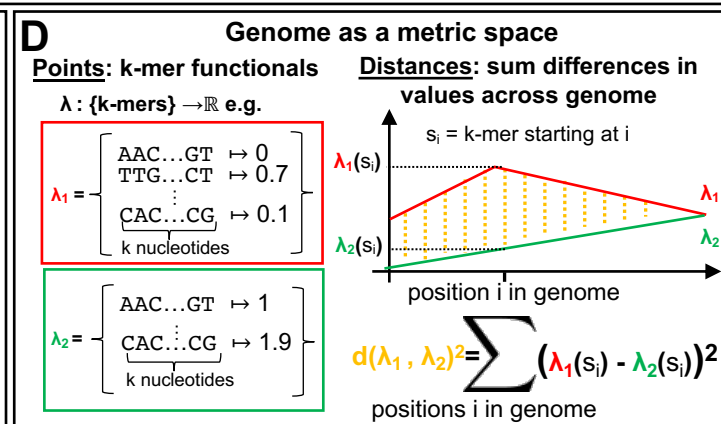 D
Genome as a metric space
Points: k-mer functionals
λ : {k-mers} →ℝ e.g.
λ₁ =
AAC...GT ↦ 0
TTG...CT ↦ 0.7
⋮
CAC...CG ↦ 0.1
k nucleotides
λ₂ =
AAC...GT ↦ 1
⋮
CAC...CG ↦ 1.9
k nucleotides
Distances: sum differences in
values across genome
sᵢ = k-mer starting at i
λ₁(sᵢ)
λ₁
λ₂
λ₂(sᵢ)
position i in genome
d(λ₁ , λ₂)²=∑(λ₁(sᵢ) - λ₂(sᵢ))²
positions i in genome